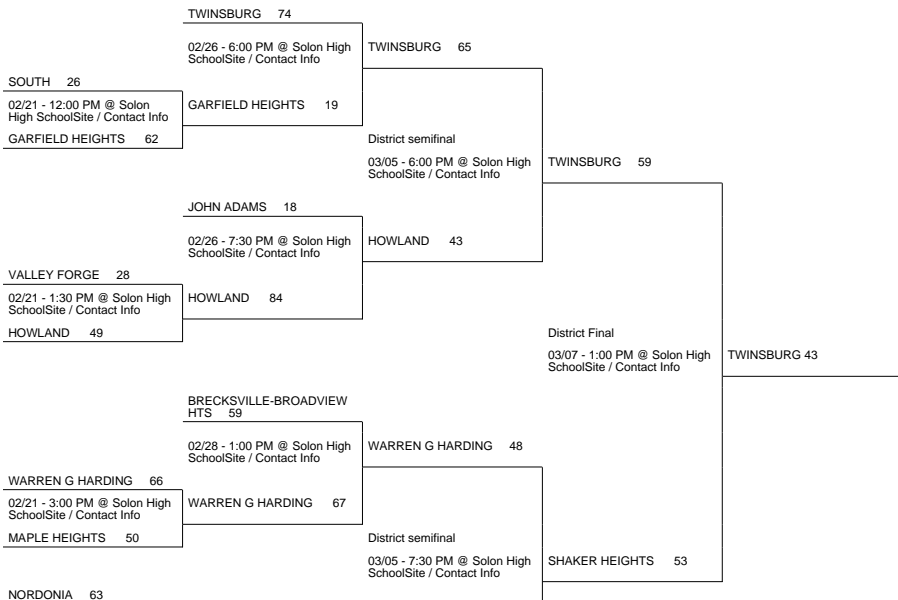 TWINSBURG 74
02/26 - 6:00 PM @ Solon High
SchoolSite / Contact Info
TWINSBURG 65
SOUTH 26
02/21 - 12:00 PM @ Solon
High SchoolSite / Contact Info
GARFIELD HEIGHTS 19
GARFIELD HEIGHTS 62
District semifinal
03/05 - 6:00 PM @ Solon High
SchoolSite / Contact Info
TWINSBURG 59
JOHN ADAMS 18
02/26 - 7:30 PM @ Solon High
SchoolSite / Contact Info
HOWLAND 43
VALLEY FORGE 28
02/21 - 1:30 PM @ Solon High
SchoolSite / Contact Info
HOWLAND 84
HOWLAND 49
District Final
03/07 - 1:00 PM @ Solon High
SchoolSite / Contact Info
TWINSBURG 43
BRECKSVILLE-BROADVIEW
HTS 59
02/28 - 1:00 PM @ Solon High
SchoolSite / Contact Info
WARREN G HARDING 48
WARREN G HARDING 66
02/21 - 3:00 PM @ Solon High
SchoolSite / Contact Info
WARREN G HARDING 67
MAPLE HEIGHTS 50
District semifinal
03/05 - 7:30 PM @ Solon High
SchoolSite / Contact Info
SHAKER HEIGHTS 53
NORDONIA 63